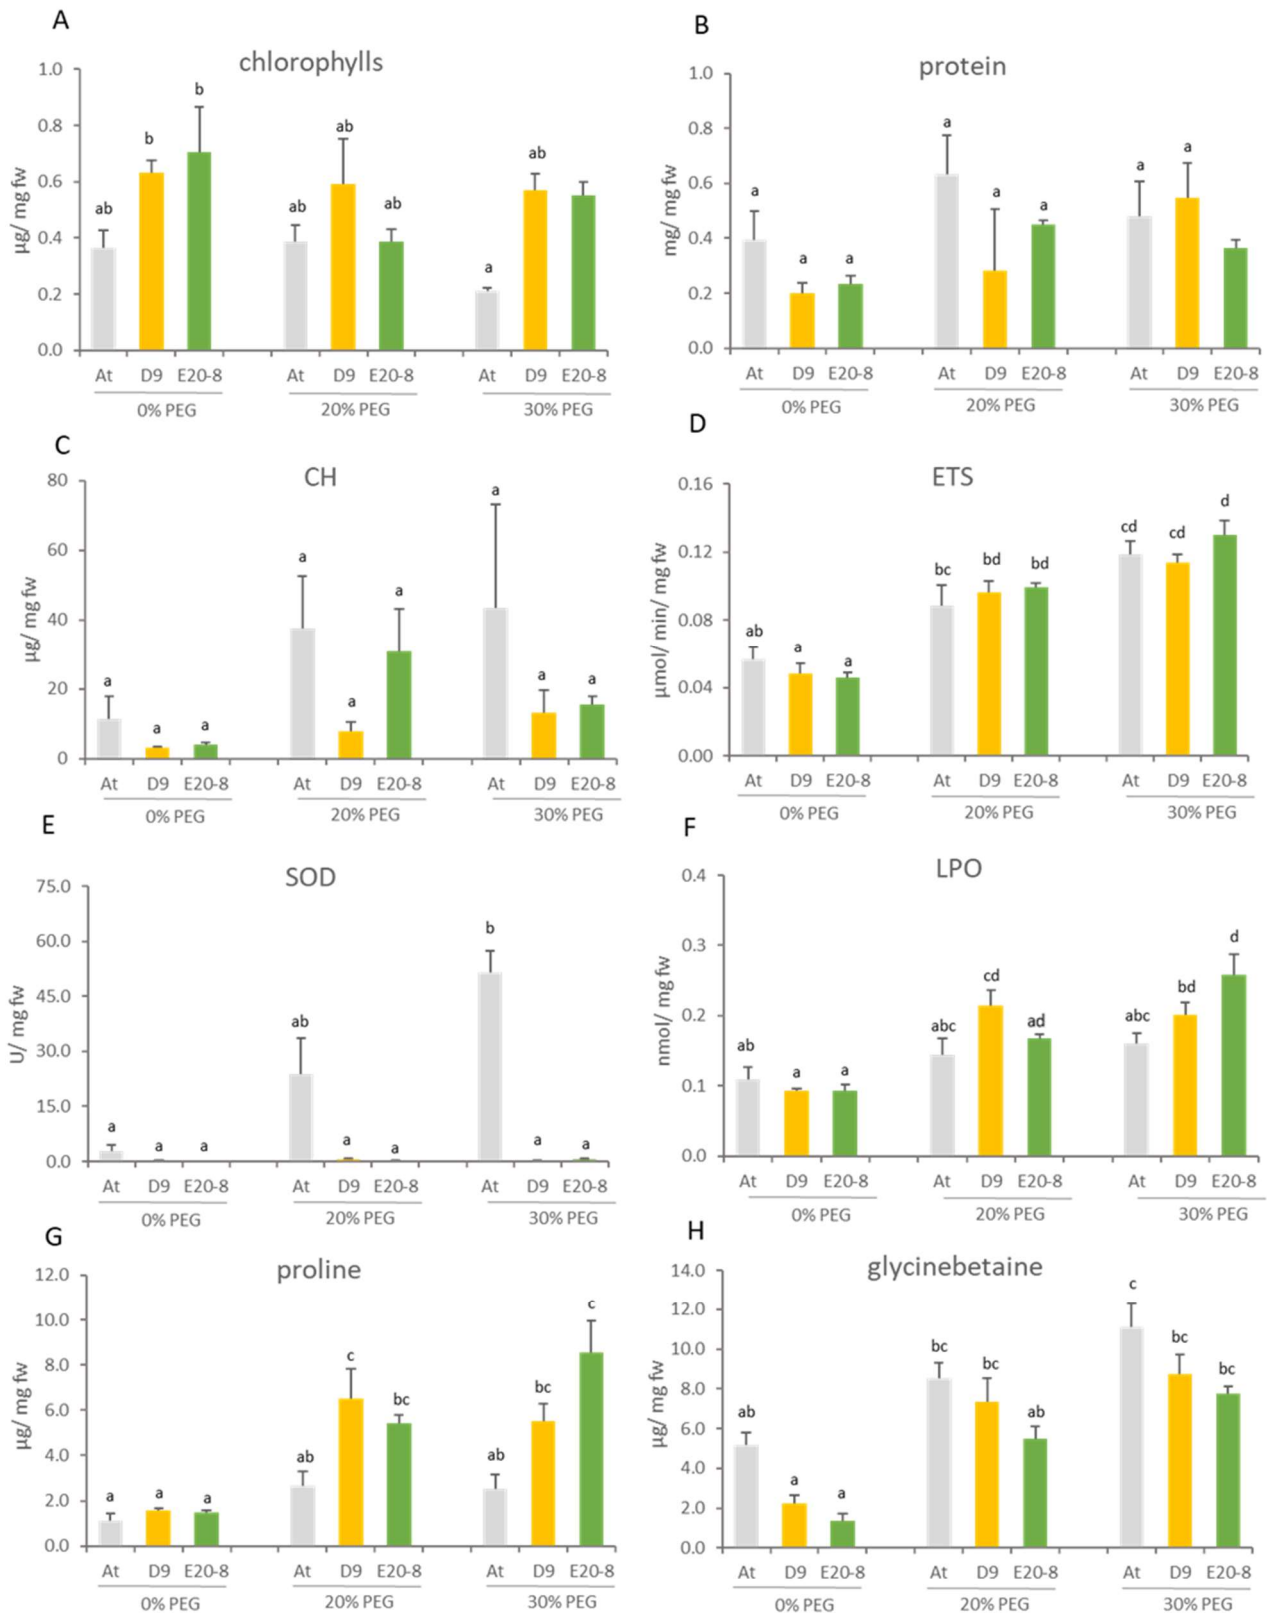 A
chlorophylls
µg/ mg fw
1.0
0.8
0.6
0.4
0.2
0.0
ab
b
b
ab
ab
ab
a
ab
At D9 E20-8 At D9 E20-8 At D9 E20-8
0% PEG 20% PEG 30% PEG
B
protein
mg/ mg fw
1.0
0.8
0.6
0.4
0.2
0.0
a
a
a
a
a
a
a
a
At D9 E20-8 At D9 E20-8 At D9 E20-8
0% PEG 20% PEG 30% PEG
C
CH
µg/ mg fw
80
60
40
20
0
a
a
a
a
a
a
a
a
a
At D9 E20-8 At D9 E20-8 At D9 E20-8
0% PEG 20% PEG 30% PEG
D
ETS
µmol/ min/ mg fw
0.16
0.12
0.08
0.04
0.00
ab
a
a
bc
bd
bd
cd
cd
d
At D9 E20-8 At D9 E20-8 At D9 E20-8
0% PEG 20% PEG 30% PEG
E
SOD
U/ mg fw
75.0
60.0
45.0
30.0
15.0
0.0
a
a
a
ab
a
a
b
a
a
At D9 E20-8 At D9 E20-8 At D9 E20-8
0% PEG 20% PEG 30% PEG
F
LPO
nmol/ mg fw
0.4
0.3
0.2
0.1
0.0
ab
a
a
abc
cd
ad
abc
bd
d
At D9 E20-8 At D9 E20-8 At D9 E20-8
0% PEG 20% PEG 30% PEG
G
proline
µg/ mg fw
12.0
10.0
8.0
6.0
4.0
2.0
0.0
a
a
a
ab
c
bc
ab
bc
c
At D9 E20-8 At D9 E20-8 At D9 E20-8
0% PEG 20% PEG 30% PEG
H
glycinebetaine
µg/ mg fw
14.0
12.0
10.0
8.0
6.0
4.0
2.0
0.0
ab
a
a
bc
bc
ab
c
bc
bc
At D9 E20-8 At D9 E20-8 At D9 E20-8
0% PEG 20% PEG 30% PEG